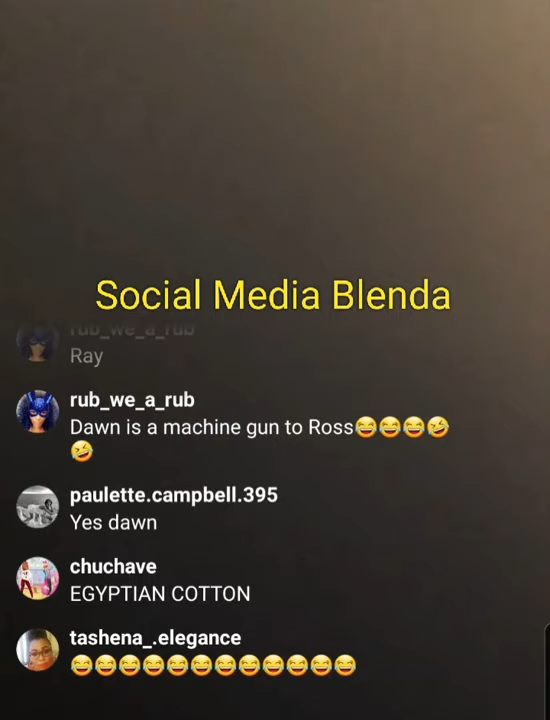 Social Media Blenda
rub_we_a_rub
Ray
rub_we_a_rub
Dawn is a machine gun to Ross😂😂😂🤣
🤣
paulette.campbell.395
Yes dawn
chuchave
EGYPTIAN COTTON
tashena_.elegance
😂😂😂😂😂😂😂😂😂😂😂😂